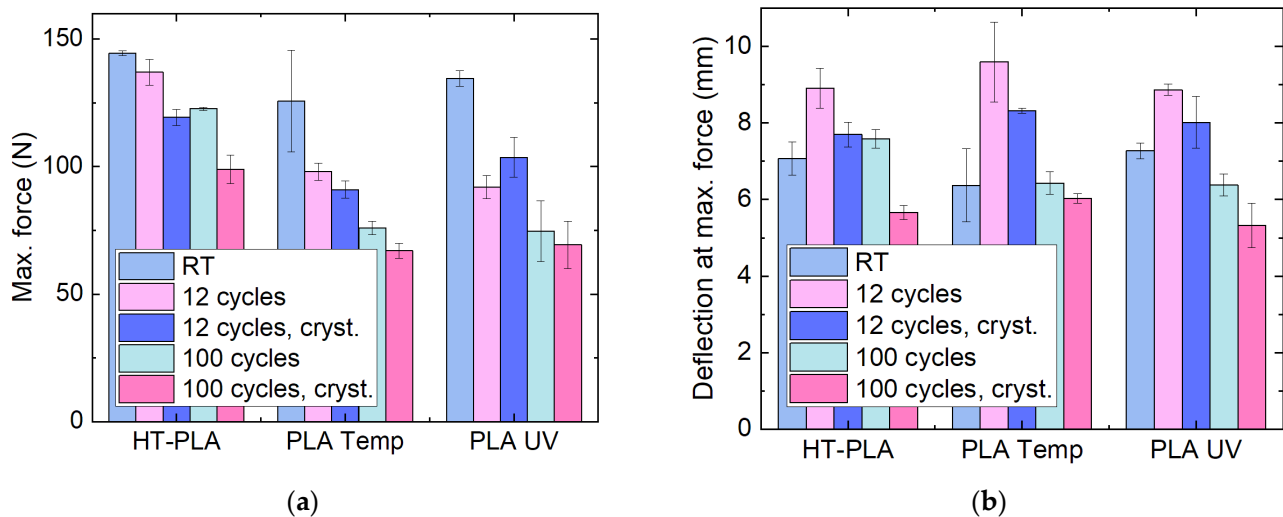 Max. force (N)
150
100
50
0
RT
12 cycles
12 cycles, cryst.
100 cycles
100 cycles, cryst.
HT-PLA PLA Temp PLA UV
(a)
Deflection at max. force (mm)
10
8
6
4
2
0
RT
12 cycles
12 cycles, cryst.
100 cycles
100 cycles, cryst.
HT-PLA PLA Temp PLA UV
(b)